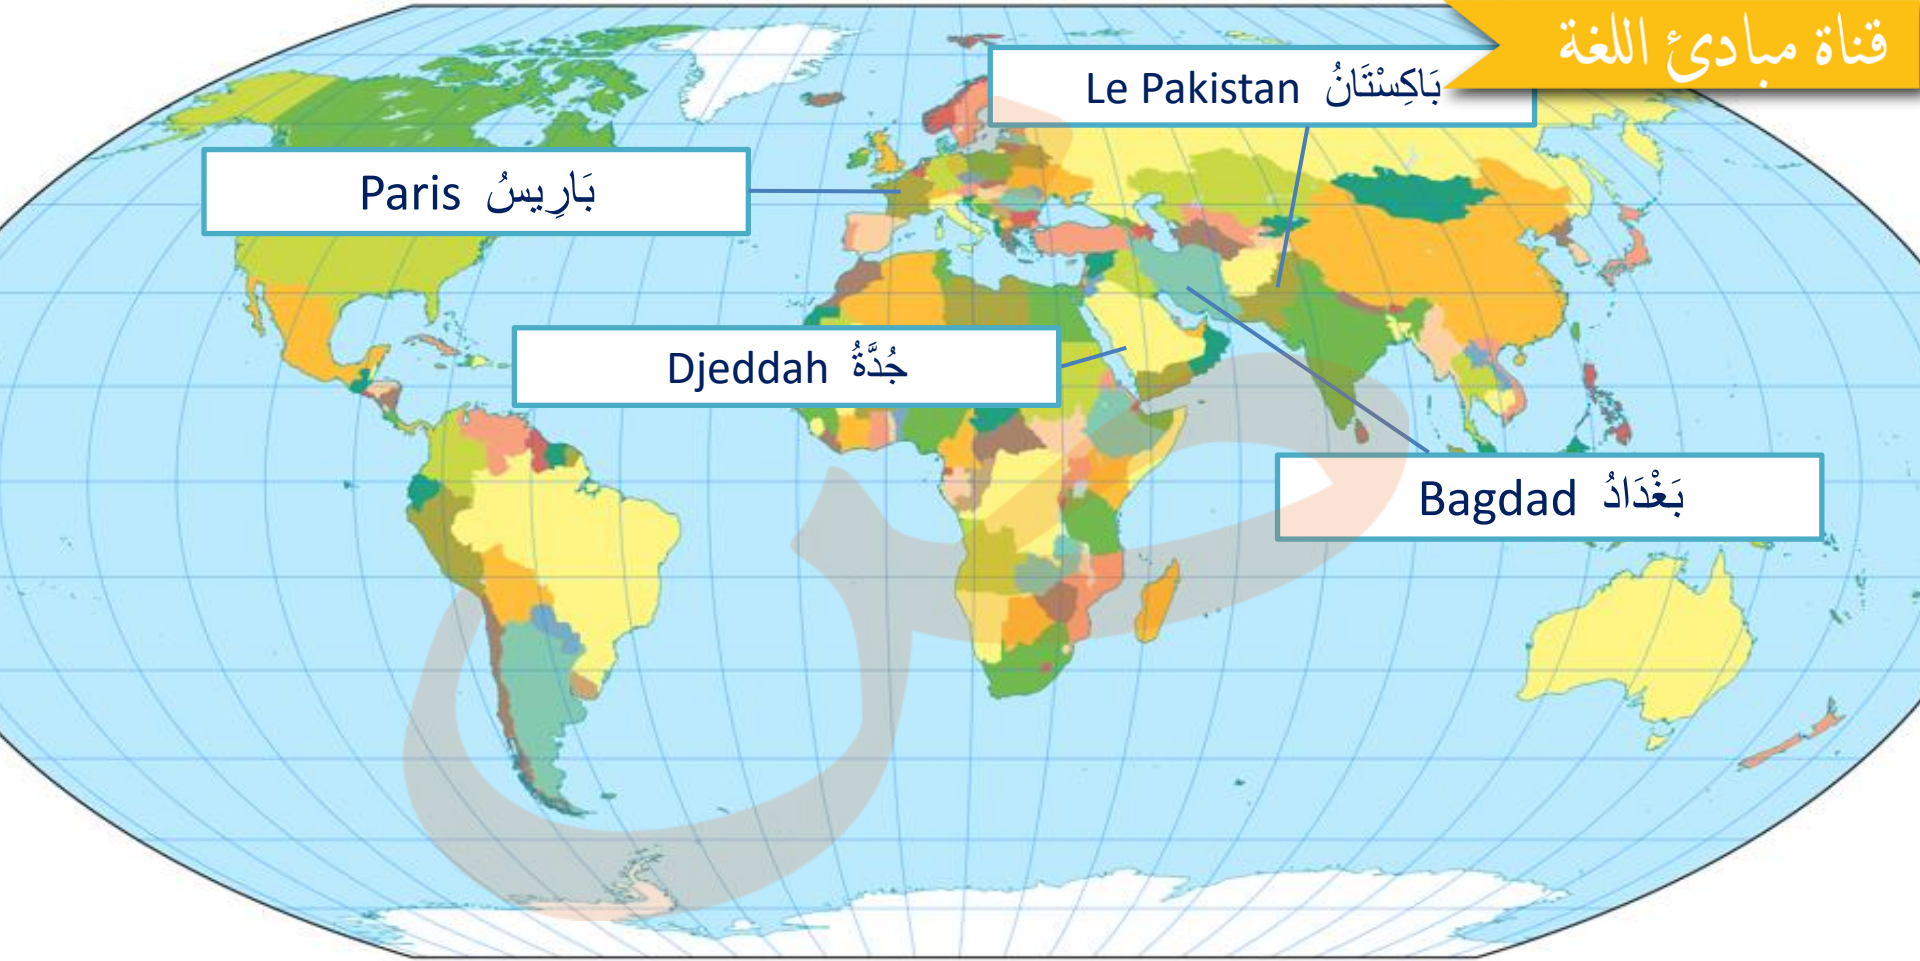 قناة مبادئ اللغة
Le Pakistan بَاكِسْتَانُ
Paris بَارِيسُ
Djeddah جُدَّةُ
Bagdad بَغْدَادُ